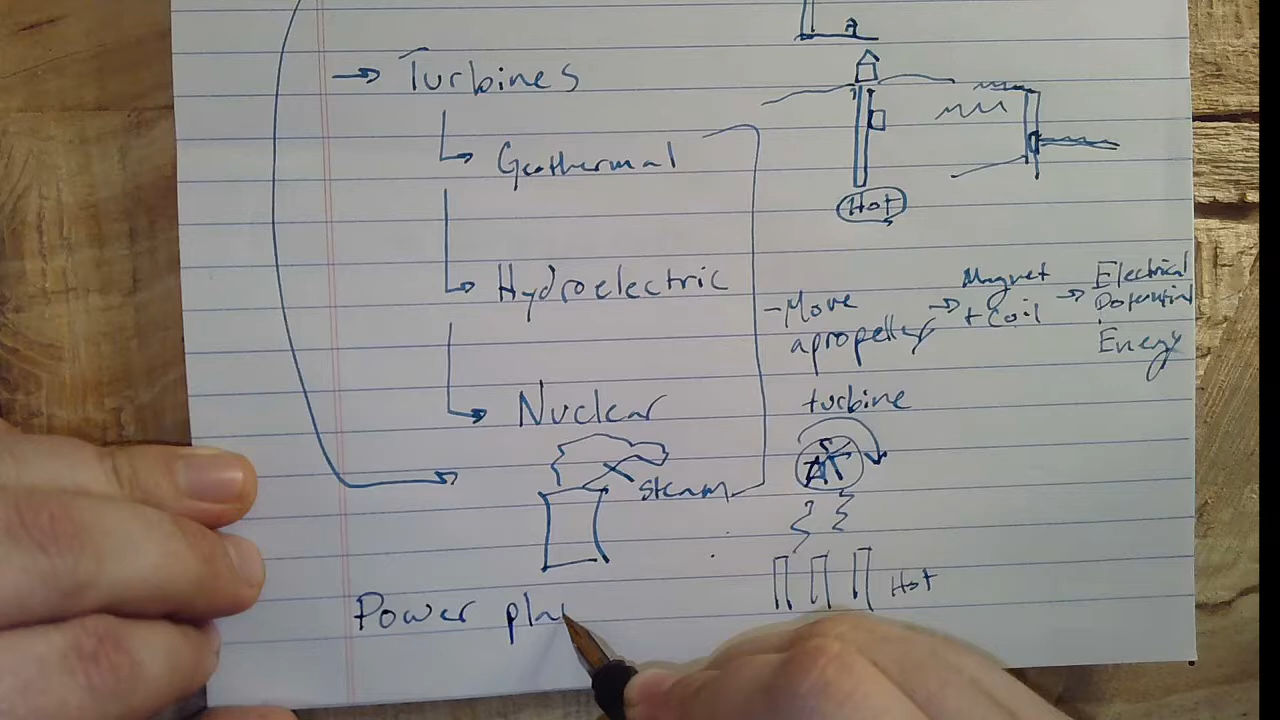 → Turbines
Geothermal
Hot
Hydroelectric
- Move
a propeller
→ Magnet
+ Coil
→ Electrical
Potential
Energy
Nuclear
turbine
steam
Hot
Power pla